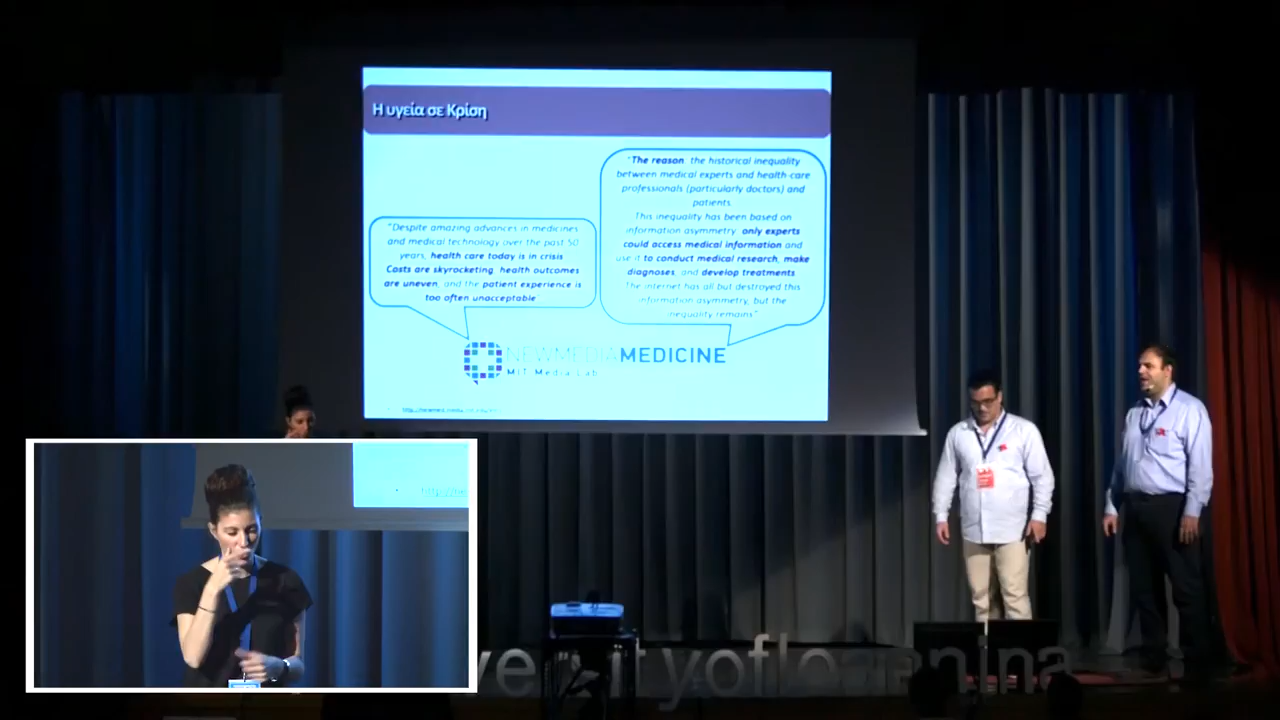 Η υγεία σε Κρίση
"Despite amazing advances in medicines
and medical technology over the past 50
years, health care today is in crisis
Costs are skyrocketing, health outcomes
are uneven, and the patient experience is
too often unacceptable"
"The reason: the historical inequality
between medical experts and health-care
professionals (particularly doctors) and
patients.
This inequality has been based on
information asymmetry: only experts
could access medical information and
use it to conduct medical research, make
diagnoses, and develop treatments
The internet has all but destroyed this
information asymmetry, but the
inequality remains"
NEWMEDIAMEDICINE
MIT Media Lab
versityofIoannina